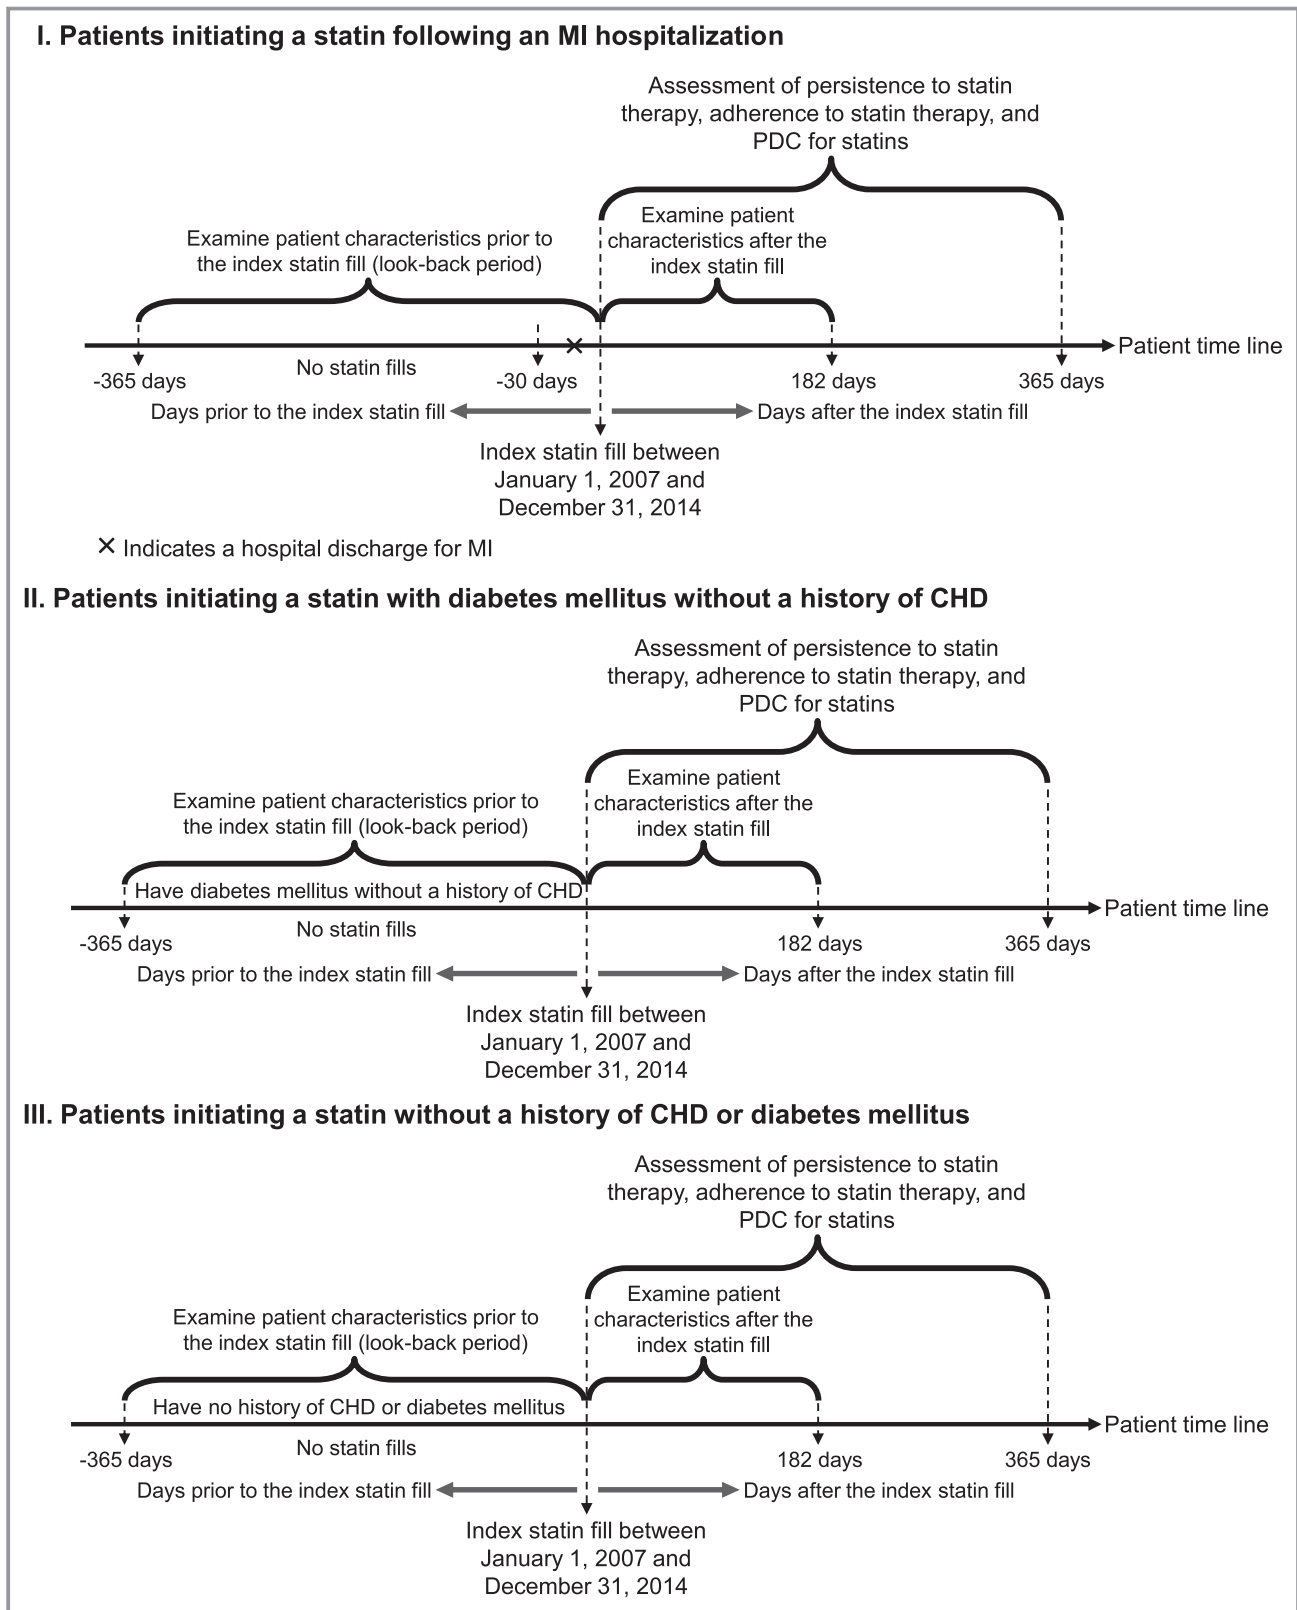 I. Patients initiating a statin following an MI hospitalization
Assessment of persistence to statin
therapy, adherence to statin therapy, and
PDC for statins
Examine patient characteristics prior to
the index statin fill (look-back period)
Examine patient
characteristics after the
index statin fill
Patient time line
No statin fills
-365 days
-30 days
182 days
365 days
Days prior to the index statin fill
Days after the index statin fill
Index statin fill between
January 1, 2007 and
December 31, 2014
× Indicates a hospital discharge for MI
II. Patients initiating a statin with diabetes mellitus without a history of CHD
Assessment of persistence to statin
therapy, adherence to statin therapy, and
PDC for statins
Examine patient characteristics prior to
the index statin fill (look-back period)
Examine patient
characteristics after the
index statin fill
Have diabetes mellitus without a history of CHD
Patient time line
No statin fills
-365 days
182 days
365 days
Days prior to the index statin fill
Days after the index statin fill
Index statin fill between
January 1, 2007 and
December 31, 2014
III. Patients initiating a statin without a history of CHD or diabetes mellitus
Assessment of persistence to statin
therapy, adherence to statin therapy, and
PDC for statins
Examine patient characteristics prior to
the index statin fill (look-back period)
Examine patient
characteristics after the
index statin fill
Have no history of CHD or diabetes mellitus
Patient time line
No statin fills
-365 days
182 days
365 days
Days prior to the index statin fill
Days after the index statin fill
Index statin fill between
January 1, 2007 and
December 31, 2014